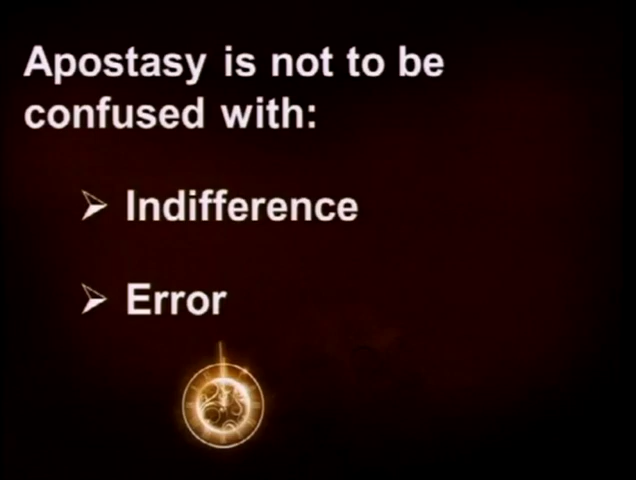 Apostasy is not to be
confused with:
➢ Indifference
➢ Error